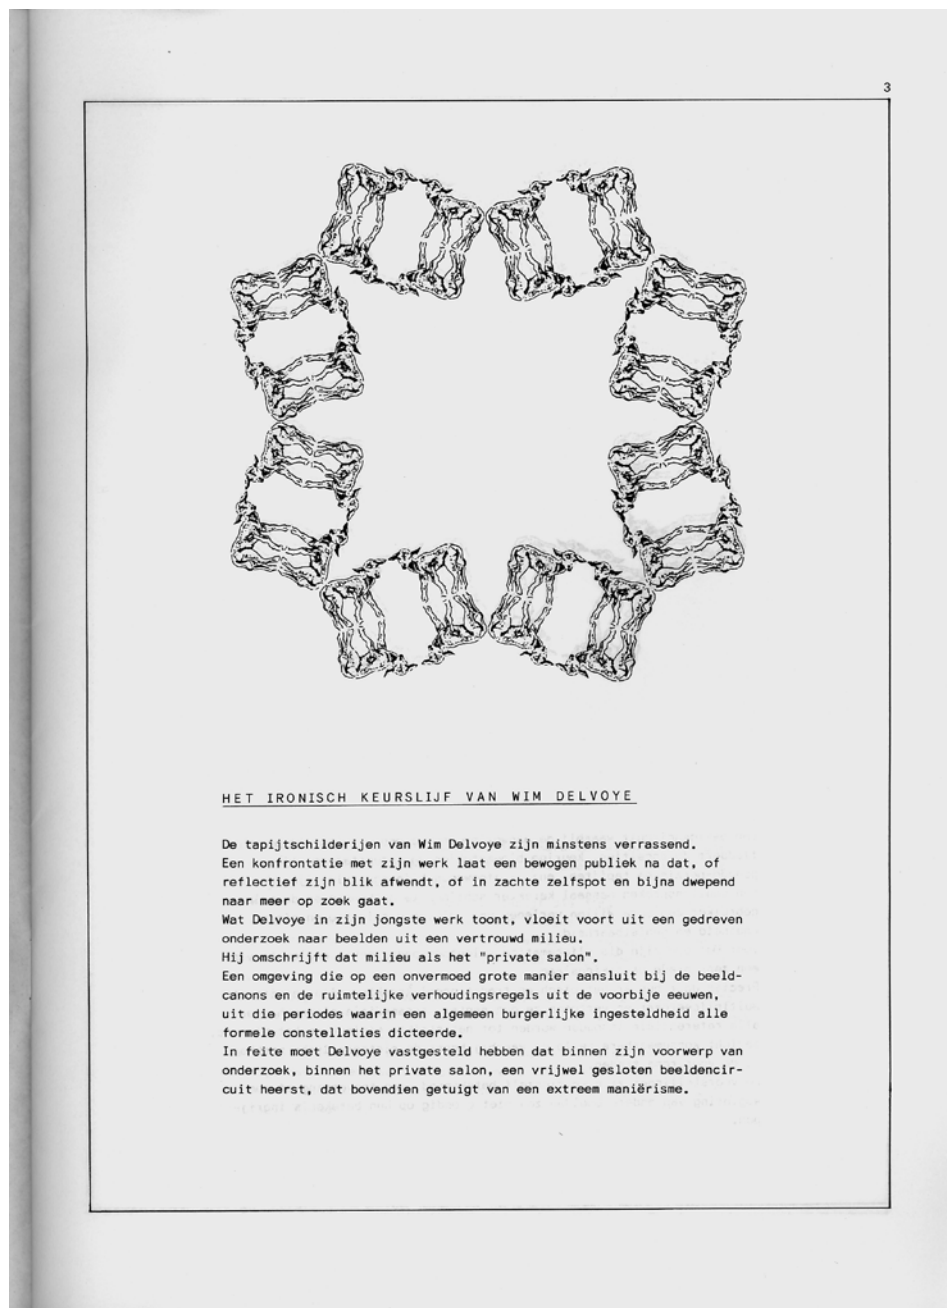 3
HET IRONISCH KEURSLIJF VAN WIM DELVOYE
De tapijtschilderijen van Wim Delvoye zijn minstens verrassend.
Een konfrontatie met zijn werk laat een bewogen publiek na dat, of
reflectief zijn blik afwendt, of in zachte zelfspot en bijna dwepend
naar meer op zoek gaat.
Wat Delvoye in zijn jongste werk toont, vloeit voort uit een gedreven
onderzoek naar beelden uit een vertrouwd milieu.
Hij omschrijft dat milieu als het "private salon".
Een omgeving die op een onvermoed grote manier aansluit bij de beeld-
canons en de ruimtelijke verhoudingsregels uit de voorbije eeuwen,
uit die periodes waarin een algemeen burgerlijke ingesteldheid alle
formele constellaties dicteerde.
In feite moet Delvoye vastgesteld hebben dat binnen zijn voorwerp van
onderzoek, binnen het private salon, een vrijwel gesloten beeldencir-
cuit heerst, dat bovendien getuigt van een extreem maniërisme.